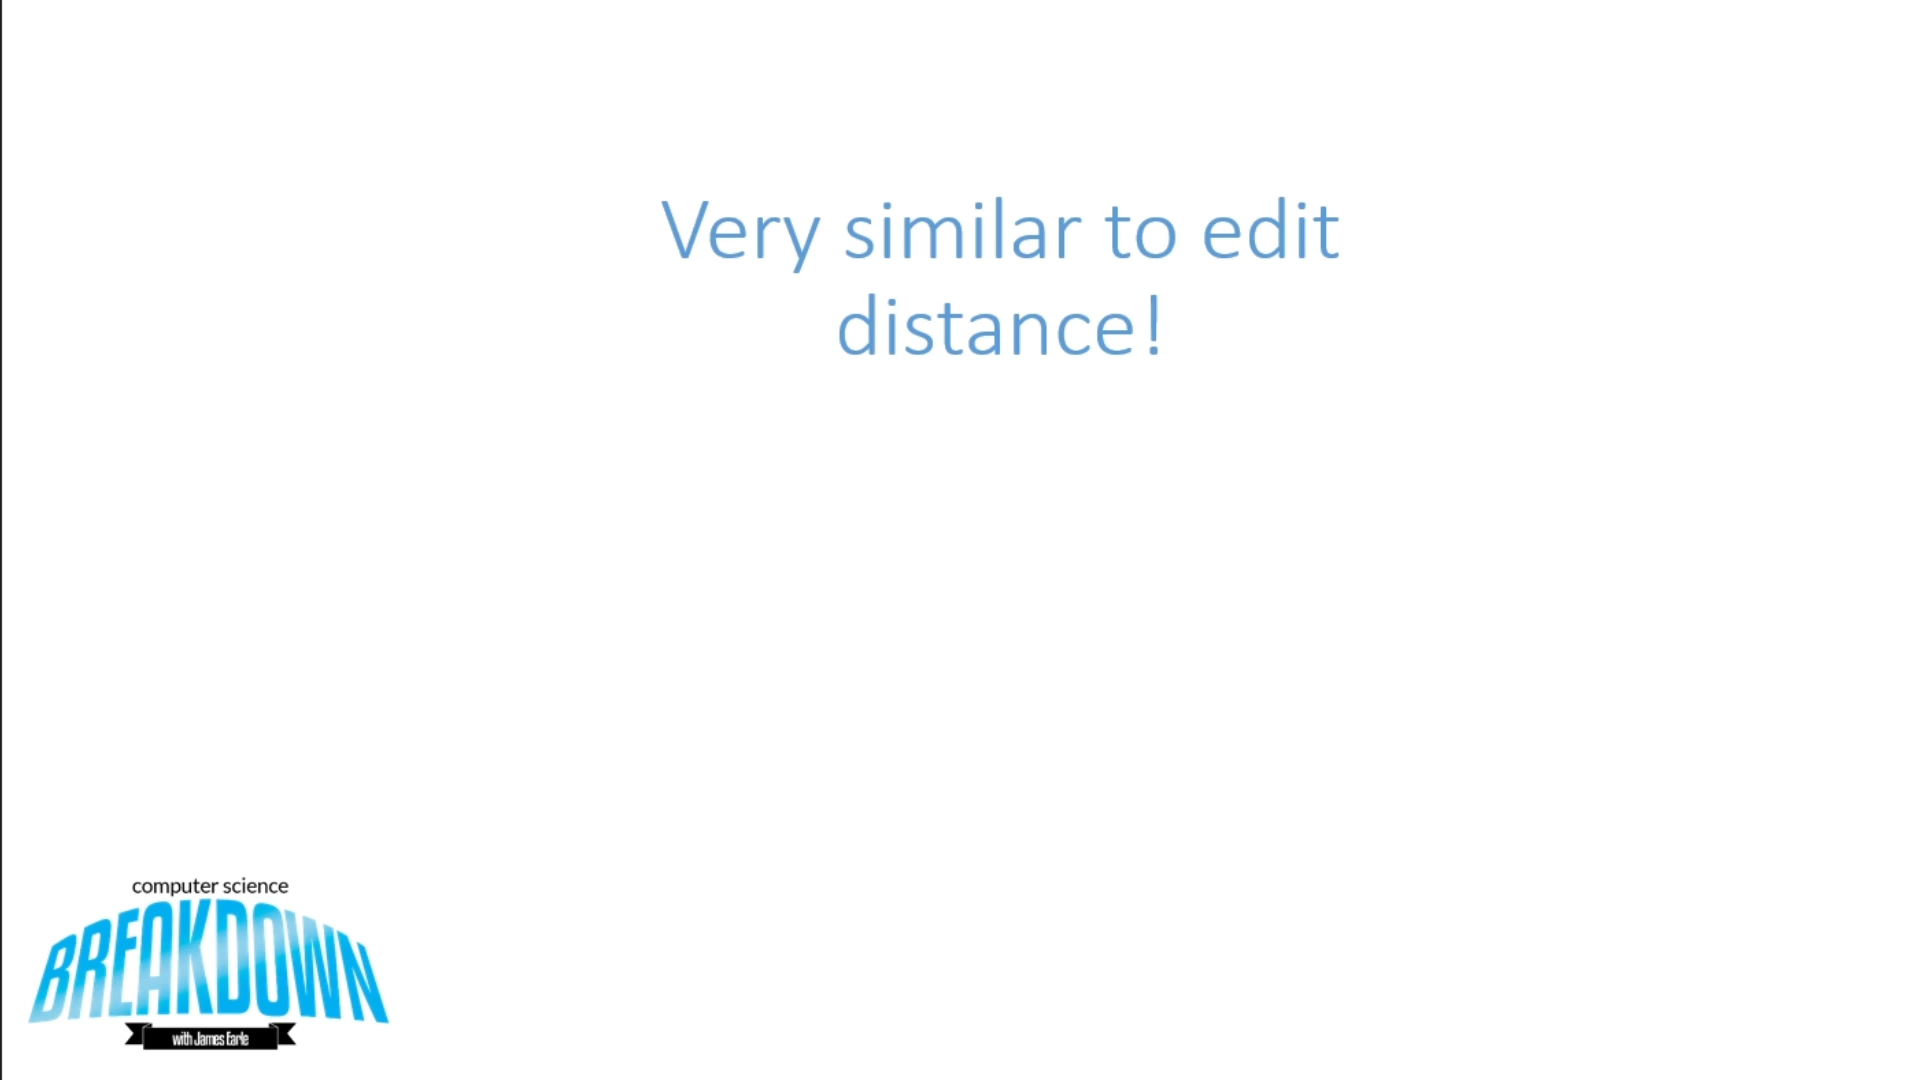 Very similar to edit
distance!
computer science
BREAKDOWN
with James Earle